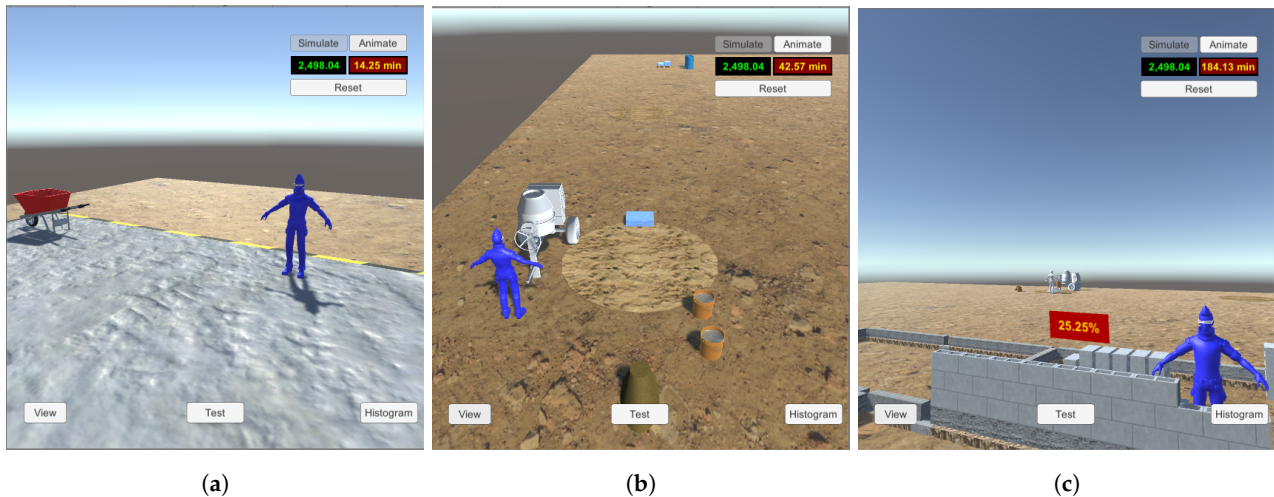 Simulate Animate
2,498.04 14.25 min
Reset
View Test Histogram
(a)
Simulate Animate
2,498.04 42.57 min
Reset
View Test Histogram
(b)
Simulate Animate
2,498.04 184.13 min
Reset
25.25%
View Test Histogram
(c)